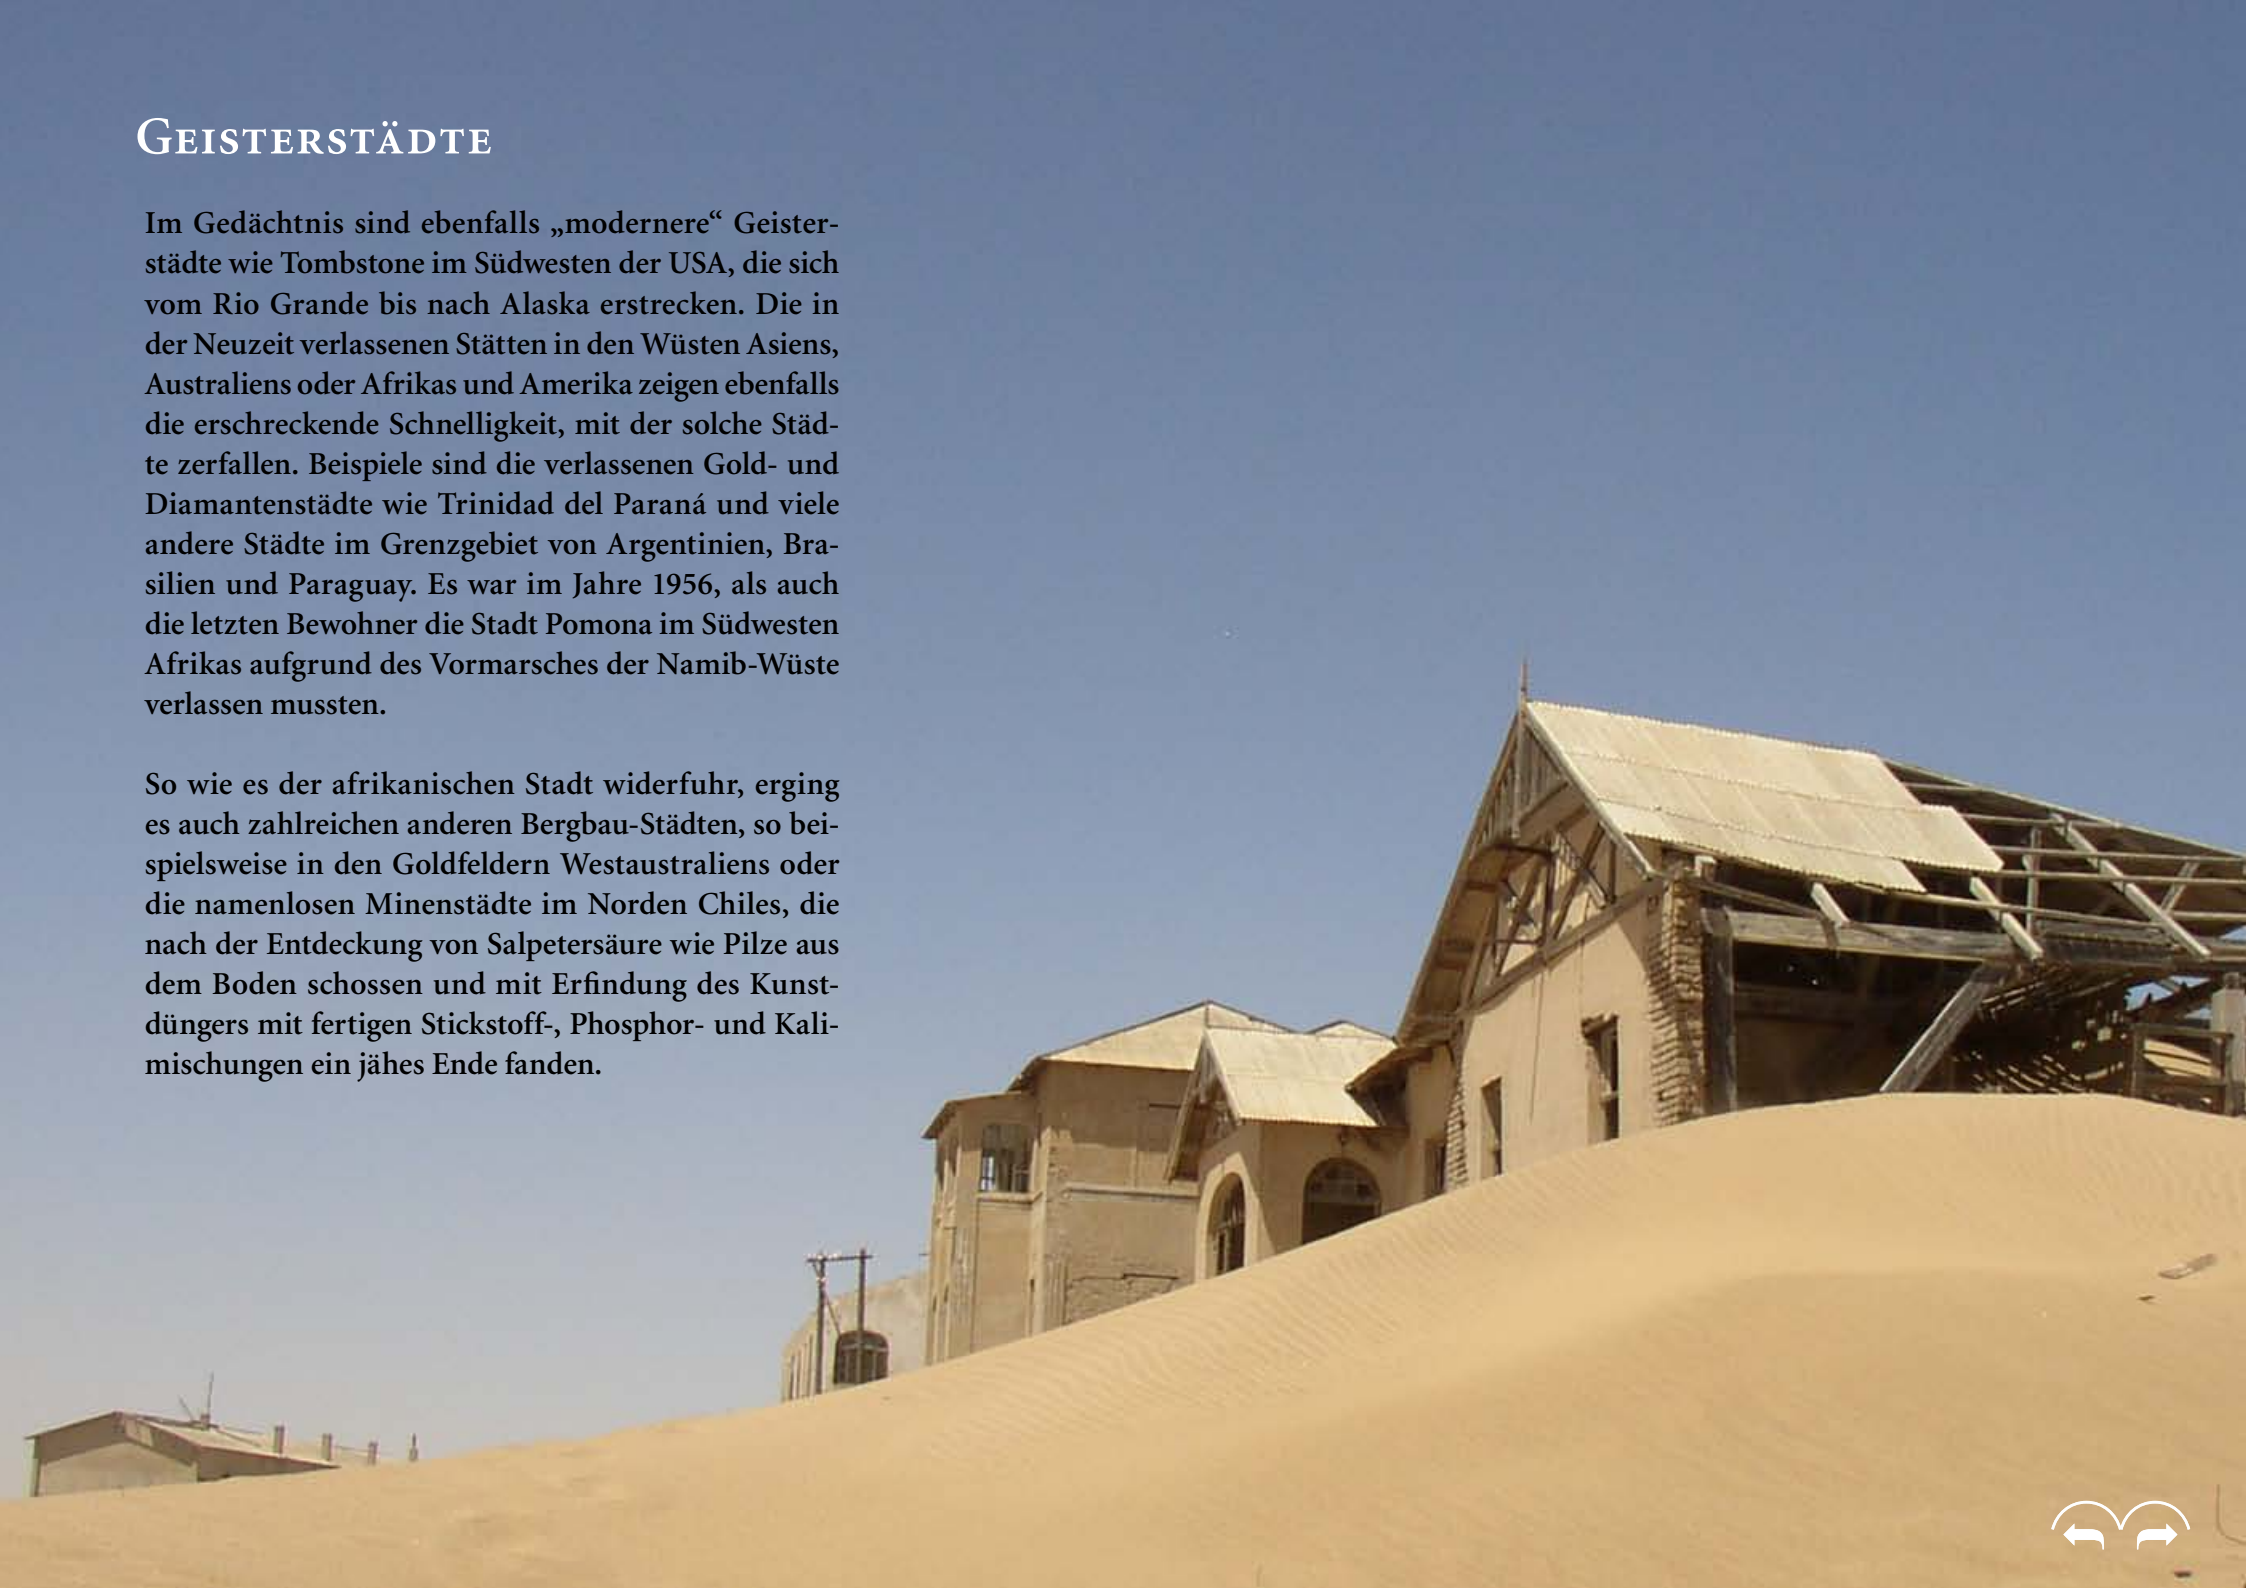 Geisterstädte
Im Gedächtnis sind ebenfalls „modernere“ Geister-
städte wie Tombstone im Südwesten der USA, die sich
vom Rio Grande bis nach Alaska erstrecken. Die in
der Neuzeit verlassenen Stätten in den Wüsten Asiens,
Australiens oder Afrikas und Amerika zeigen ebenfalls
die erschreckende Schnelligkeit, mit der solche Städ-
te zerfallen. Beispiele sind die verlassenen Gold- und
Diamantenstädte wie Trinidad del Paraná und viele
andere Städte im Grenzgebiet von Argentinien, Bra-
silien und Paraguay. Es war im Jahre 1956, als auch
die letzten Bewohner die Stadt Pomona im Südwesten
Afrikas aufgrund des Vormarsches der Namib-Wüste
verlassen mussten.
So wie es der afrikanischen Stadt widerfuhr, erging
es auch zahlreichen anderen Bergbau-Städten, so bei-
spielsweise in den Goldfeldern Westaustraliens oder
die namenlosen Minenstädte im Norden Chiles, die
nach der Entdeckung von Salpetersäure wie Pilze aus
dem Boden schossen und mit Erfindung des Kunst-
düngers mit fertigen Stickstoff-, Phosphor- und Kali-
mischungen ein jähes Ende fanden.